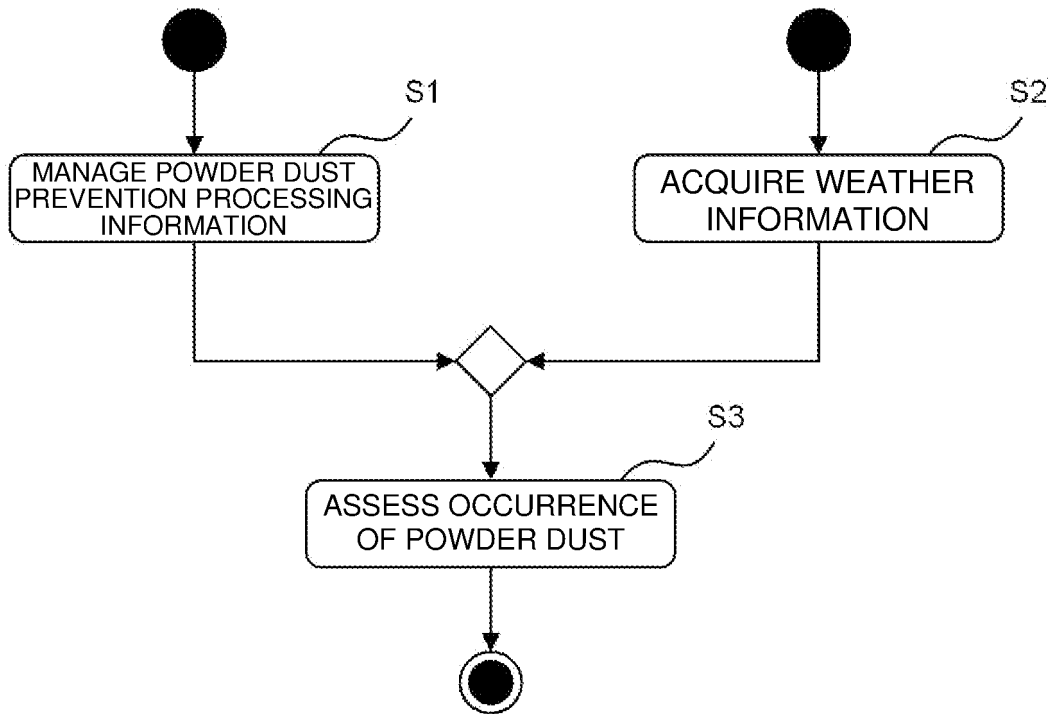 S1
S2
MANAGE POWDER DUST
PREVENTION PROCESSING
INFORMATION
ACQUIRE WEATHER
INFORMATION
S3
ASSESS OCCURRENCE
OF POWDER DUST